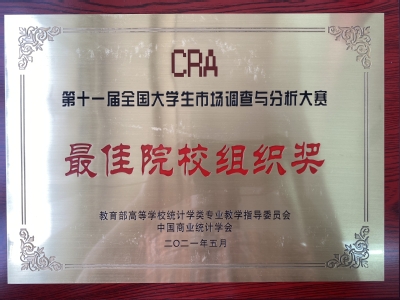 CRA
第十一届全国大学生市场调查与分析大赛
最佳院校组织奖
教育部高等学校统计学类专业教学指导委员会
中国商业统计学会
二〇二一年五月